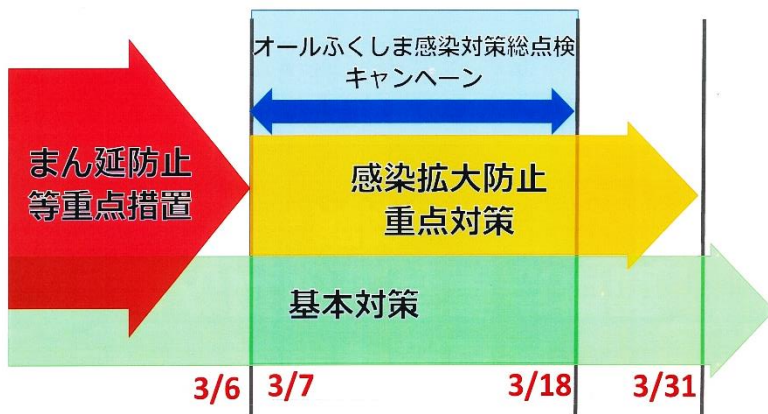 オールふくしま感染対策総点検
キャンペーン
まん延防止
等重点措置
感染拡大防止
重点対策
基本対策
3/6
3/7
3/18
3/31